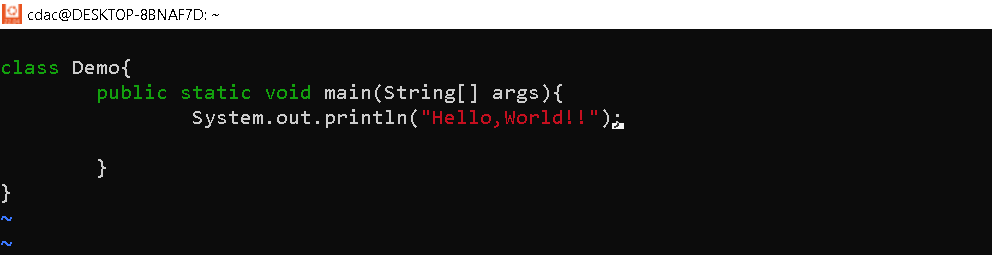 cdac@DESKTOP-8BNAF7D: ~
class Demo{
public static void main(String[] args){
System.out.println("Hello,World!!");
}
}
~
~